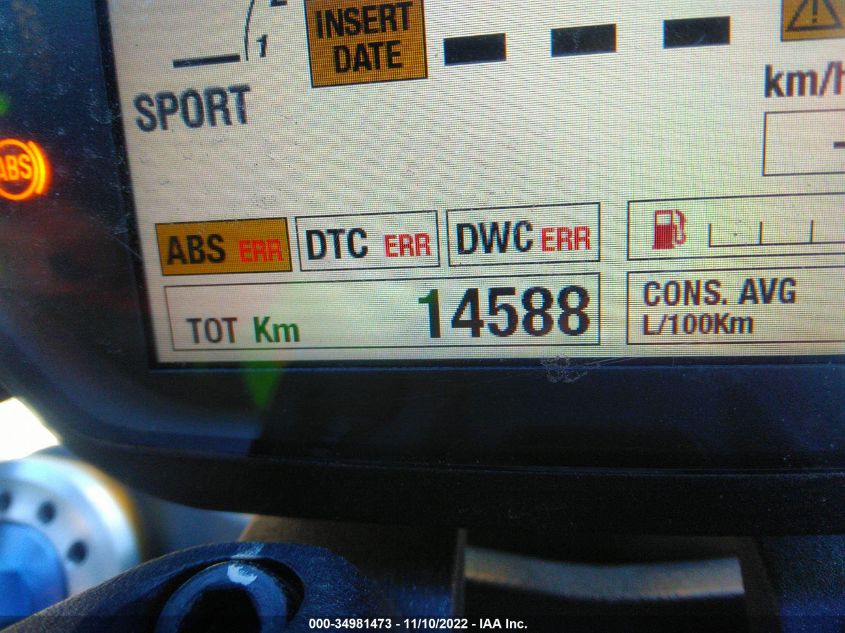 1
INSERT
DATE
SPORT
km/h
ABS
ABS ERR DTC ERR DWC ERR
TOT Km 14588
CONS. AVG
L/100Km
000-34981473 - 11/10/2022 - IAA Inc.